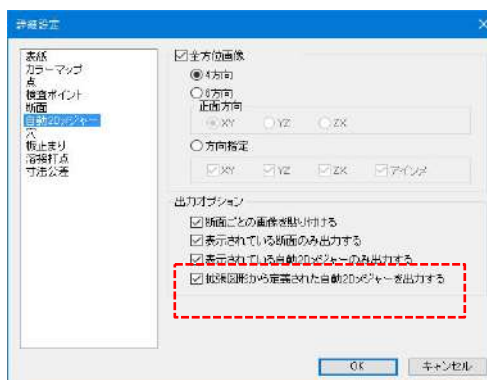 詳細設定
表紙
カラーマップ
点
検査ポイント
断面
自動2Dメジャー
穴
板止まり
溶接打点
寸法公差
全方位画像
4方向
6方向
正面方向
XY YZ ZX
方向指定
XY YZ ZX アイソメ
出力オプション
断面ごとの画像を貼り付ける
表示されている断面のみ出力する
表示されている自動2Dメジャーのみ出力する
拡張図形から定義された自動2Dメジャーを出力する
OK キャンセル